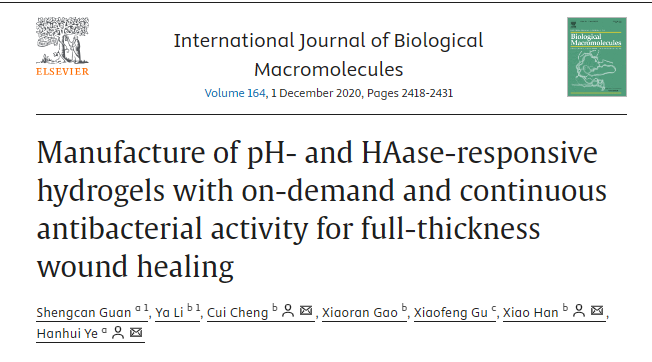 International Journal of Biological
Macromolecules
Volume 164, 1 December 2020, Pages 2418-2431
ELSEVIER
Biological
Macromolecules
Manufacture of pH- and HAase-responsive
hydrogels with on-demand and continuous
antibacterial activity for full-thickness
wound healing
Shengcan Guan a 1, Ya Li b 1, Cui Cheng b, Xiaoran Gao b, Xiaofeng Gu c, Xiao Han b,
Hanhui Ye a